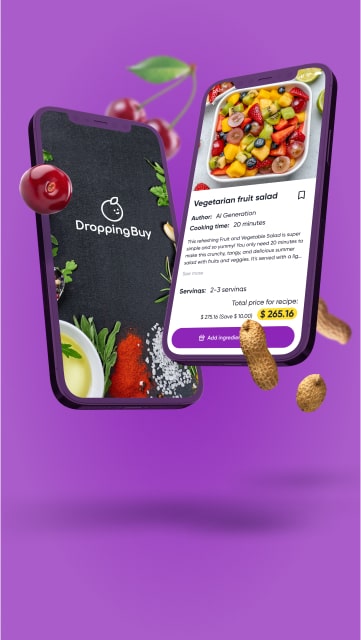 DroppingBuy
Vegetarian fruit salad
Author: AI Generation
Cooking time: 20 minutes
This refreshing Fruit and Vegetable Salad is super
simple and so yummy! You only need 20 minutes to
make this crunchy, tangy, and delicious summer
salad with fruits and veggies. It's served with a fig...
See more
Servings: 2-3 servings
Total price for recipe:
$ 275.16 (Save $ 10.00) $ 265.16
Add ingredie